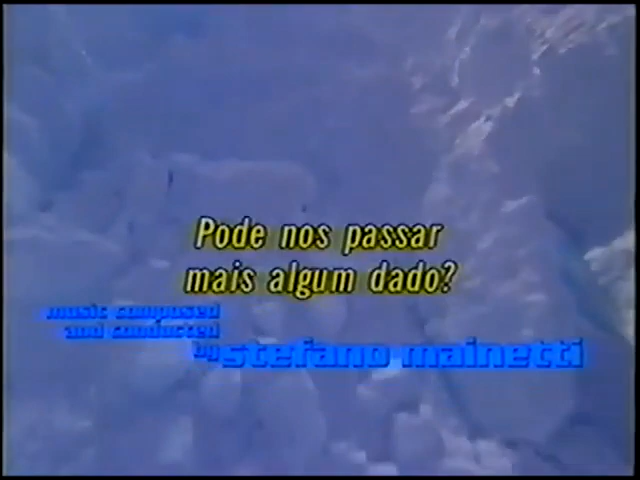 Pode nos passar
mais algum dado?
music composed
and conducted
by stefano mainetti